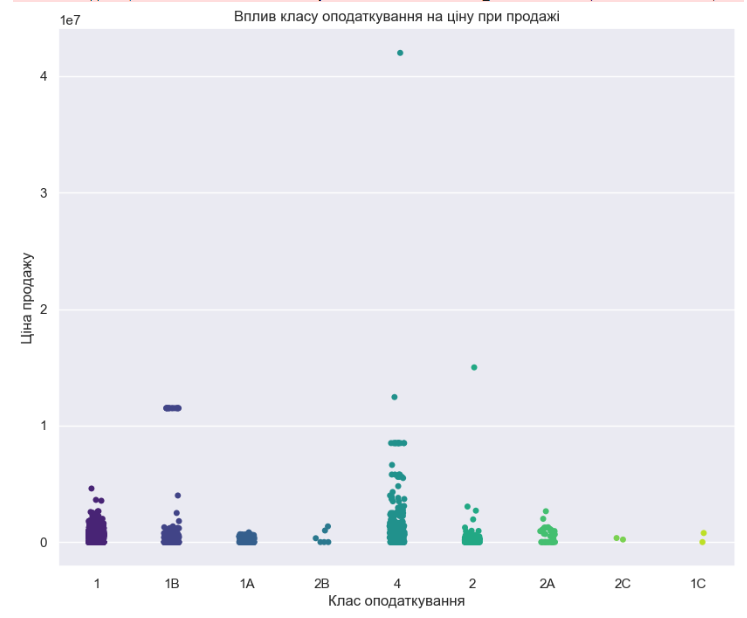 Вплив класу оподаткування на ціну при продажі
1e7
4
3
2
1
0
Ціна продажу
1 1B 1A 2B 4 2 2A 2C 1C
Клас оподаткування